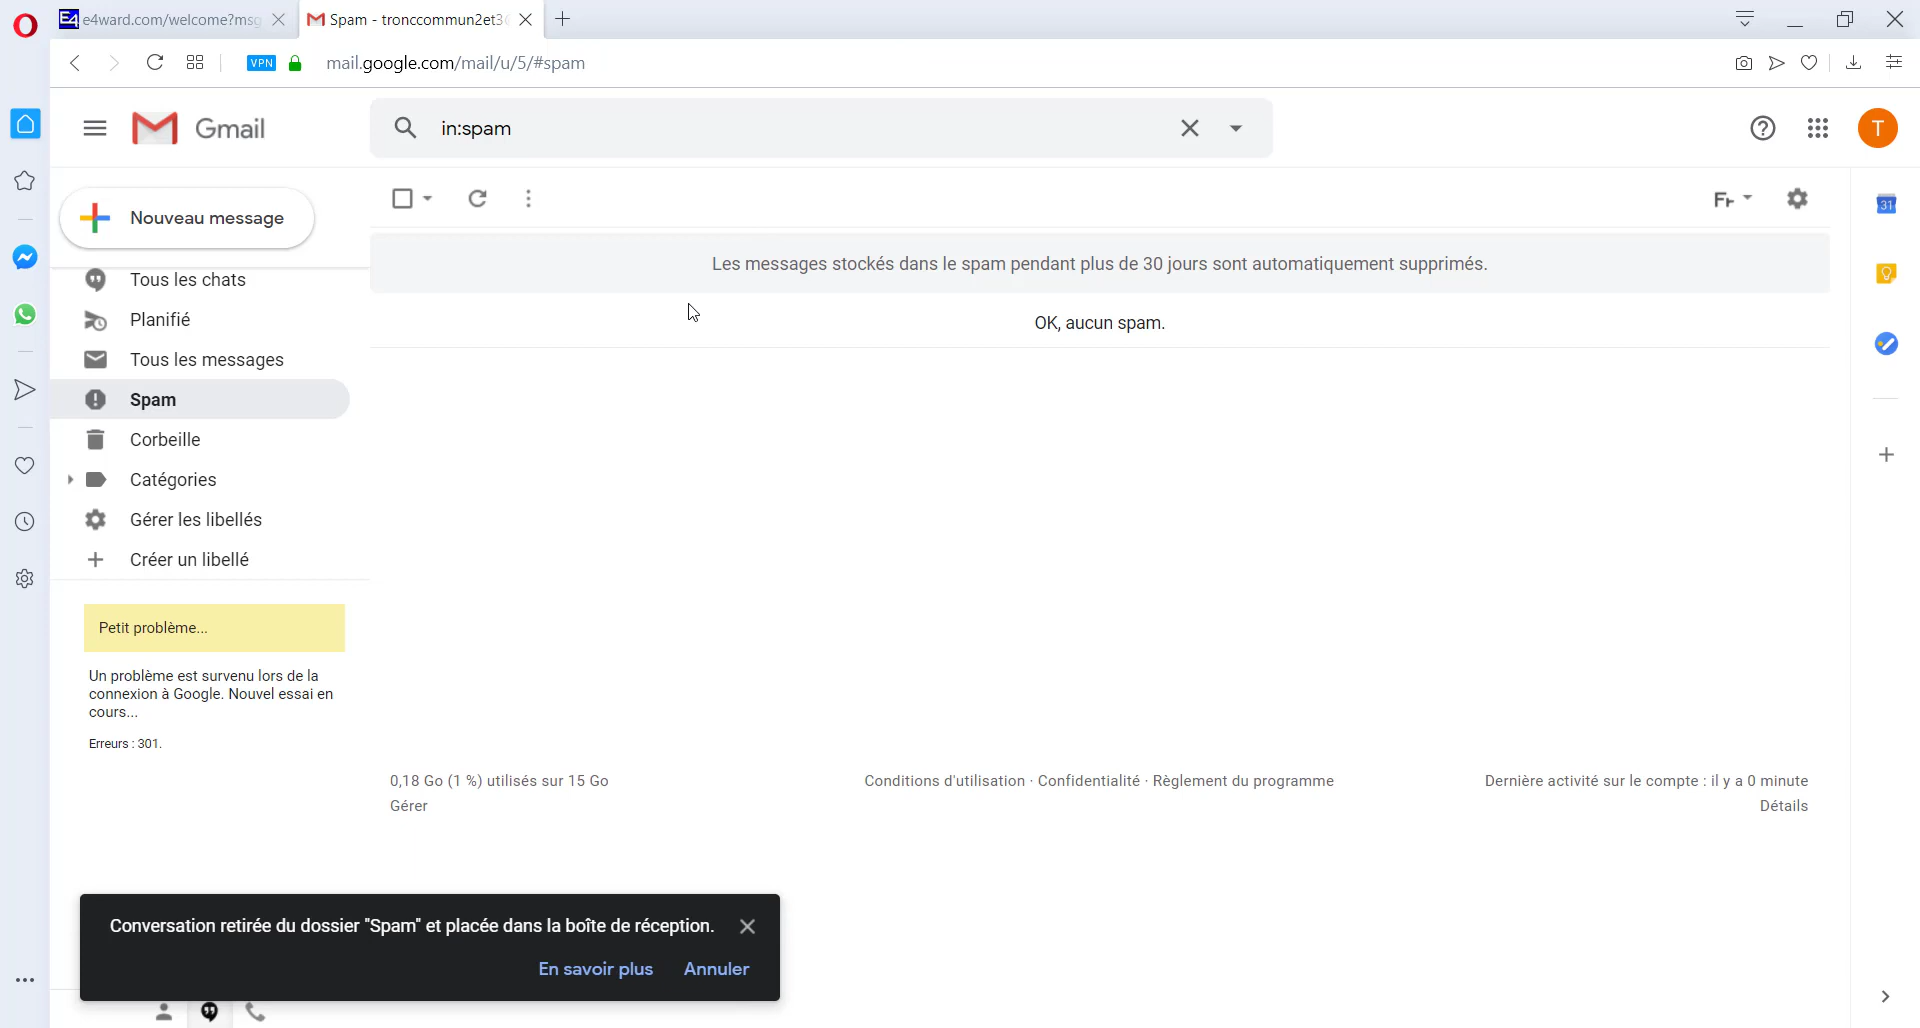 e4ward.com/welcome?msg
Spam - tronccommun2et3
VPN
mail.google.com/mail/u/5/#spam
Gmail
in:spam
T
Nouveau message
Fr
31
Les messages stockés dans le spam pendant plus de 30 jours sont automatiquement supprimés.
Tous les chats
Planifié
OK, aucun spam.
Tous les messages
Spam
Corbeille
Catégories
Gérer les libellés
Créer un libellé
Petit problème...
Un problème est survenu lors de la
connexion à Google. Nouvel essai en
cours...
Erreurs : 301.
0,18 Go (1 %) utilisés sur 15 Go
Gérer
Conditions d'utilisation · Confidentialité · Règlement du programme
Dernière activité sur le compte : il y a 0 minute
Détails
Conversation retirée du dossier "Spam" et placée dans la boîte de réception.
En savoir plus Annuler